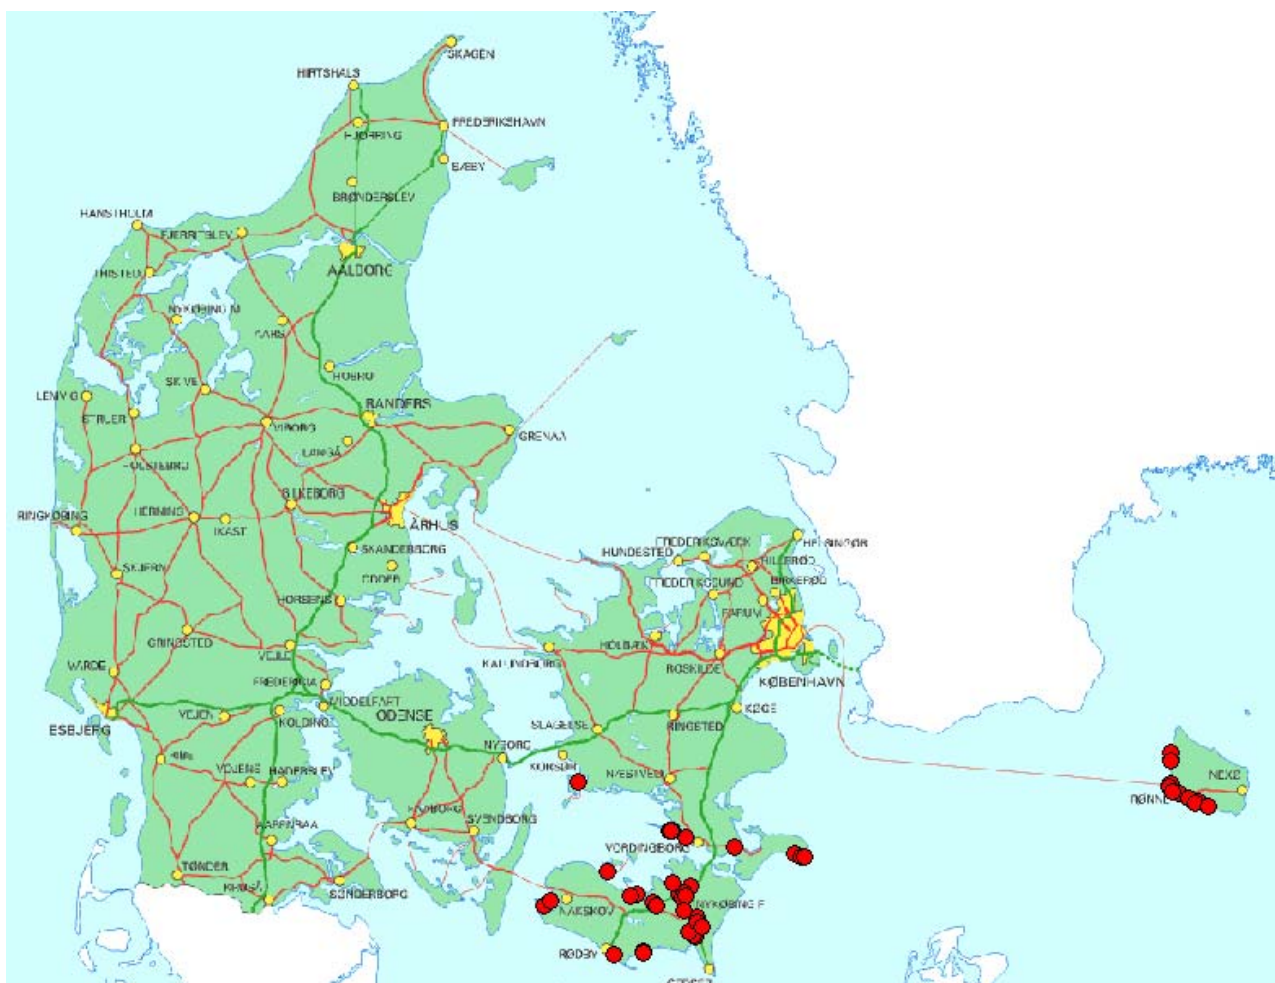 SKAGEN
HIRTSHALS
FREDERIKSHAVN
HJØRRING
SÆBY
BRØNDERSLEV
HANSTHOLM
FJERRITSLEV
AALBORG
THISTED
NYKØBING M
AARS
HOBRO
SKIVE
LEMVIG
RANDERS
STRUER
VIBORG
GRENAA
LANGÅ
HOLSTEBRO
SILKEBORG
RINGKØBING
HERNING
IKAST
ÅRHUS
SKANDERBORG
ODDER
FREDERIKSVÆRK
HELSINGØR
HUNDESTED
HILLERØD
SKJERN
FREDERIKSSUND
BIRKERØD
HORSENS
FARUM
GRINDSTED
HOLBÆK
VEJLE
KALUNDBORG
ROSKILDE
VARDE
FREDERICIA
KØBENHAVN
MIDDELFART
KØGE
VEJEN
KOLDING
ODENSE
ESBJERG
SLAGELSE
RINGSTED
NYBORG
RIBE
KORSØR
VOJENS
HADERSLEV
NÆSTVED
NEXØ
RØNNE
FAABORG
SVENDBORG
AABENRAA
VORDINGBORG
TØNDER
KRUSÅ
SØNDERBORG
NAKSKOV
NYKØBING F
RØDBY